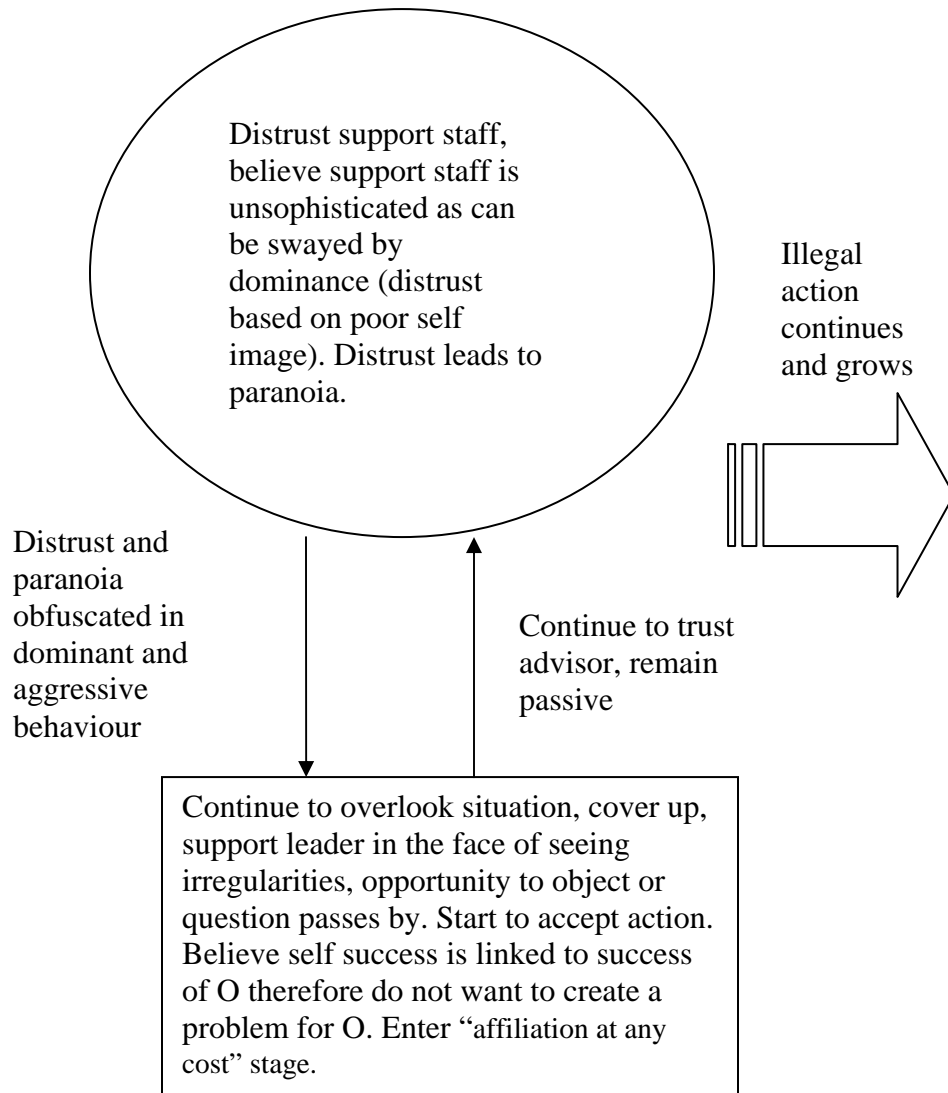 Distrust support staff,
believe support staff is
unsophisticated as can
be swayed by
dominance (distrust
based on poor self
image). Distrust leads to
paranoia.
Illegal
action
continues
and grows
Distrust and
paranoia
obfuscated in
dominant and
aggressive
behaviour
Continue to trust
advisor, remain
passive
Continue to overlook situation, cover up,
support leader in the face of seeing
irregularities, opportunity to object or
question passes by. Start to accept action.
Believe self success is linked to success
of O therefore do not want to create a
problem for O. Enter “affiliation at any
cost” stage.